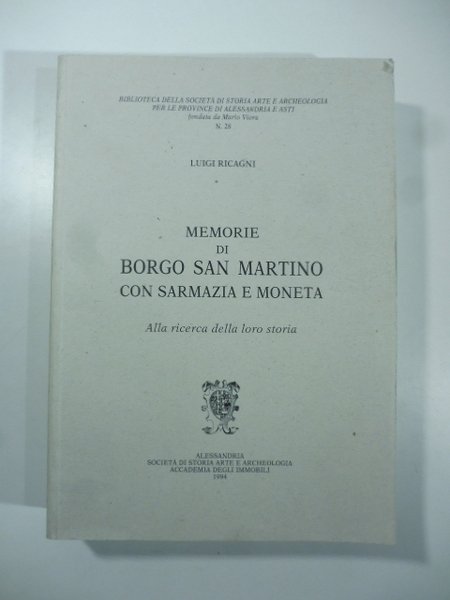 BIBLIOTECA DELLA SOCIETA DI STORIA ARTE E ARCHEOLOGIA
PER LE PROVINCE DI ALESSANDRIA E ASTI
fondata da Mario Viora
N. 28
LUIGI RICAGNI
MEMORIE
DI
BORGO SAN MARTINO
CON SARMAZIA E MONETA
Alla ricerca della loro storia
ALESSANDRIA
SOCIETA DI STORIA ARTE E ARCHEOLOGIA
ACCADEMIA DEGLI IMMOBILI
1994